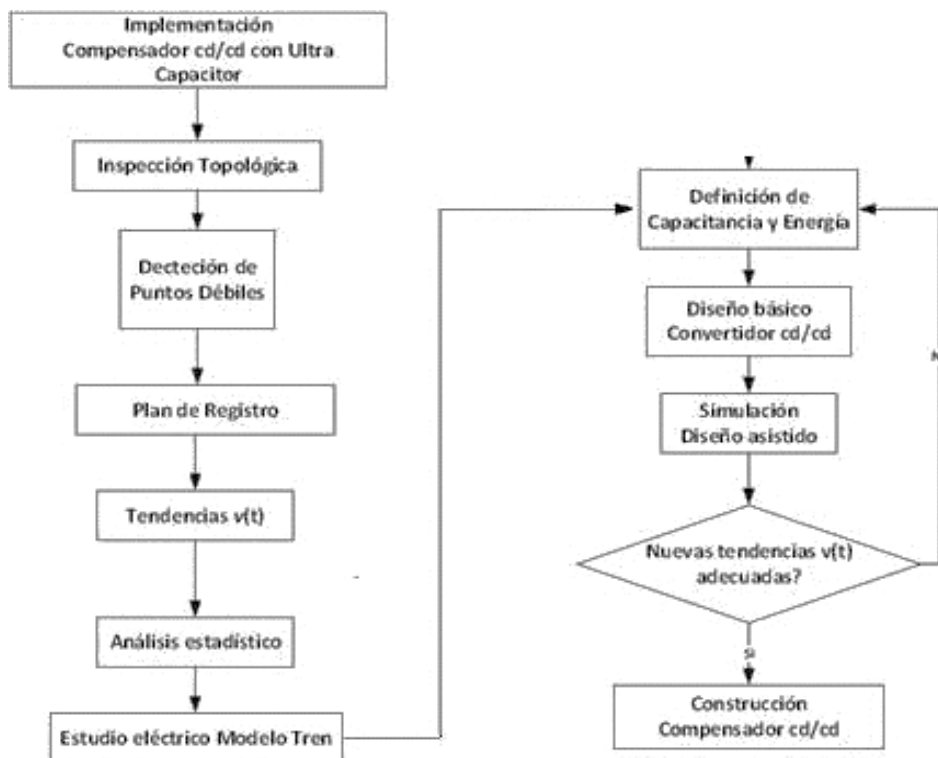 Implementación
Compensador cd/cd con Ultra
Capacitor
Inspección Topológica
Decteción de
Puntos Débiles
Plan de Registro
Tendencias v(t)
Análisis estadístico
Estudio eléctrico Modelo Tren
Definición de
Capacitancia y Energía
Diseño básico
Convertidor cd/cd
Simulación
Diseño asistido
Nuevas tendencias v(t)
adecuadas?
SI
Construcción
Compensador cd/cd